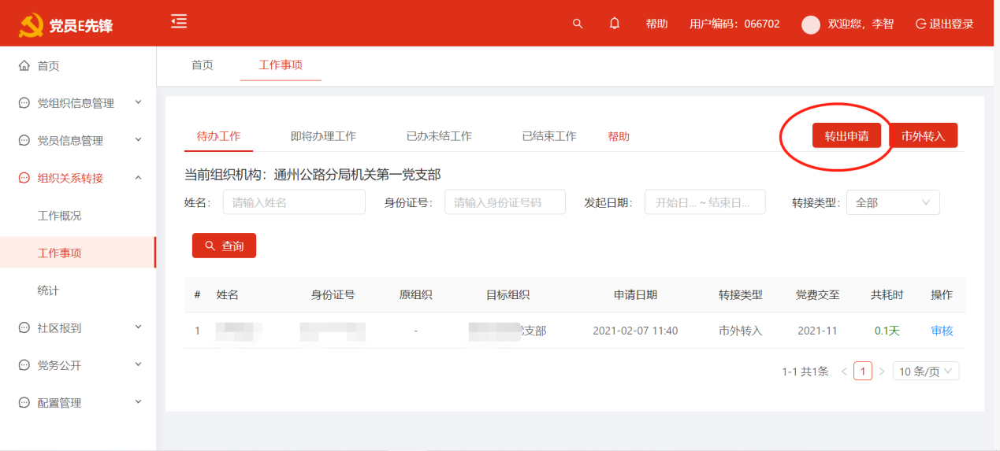 党员E先锋
帮助 用户编码：066702 欢迎您，李智 退出登录
首页
党组织信息管理
党员信息管理
组织关系转接
工作概况
工作事项
统计
社区报到
党务公开
配置管理
首页 工作事项
待办工作 即将办理工作 已办未结工作 已结束工作 帮助 转出申请 市外转入
当前组织机构：通州公路分局机关第一党支部
姓名： 请输入姓名 身份证号： 请输入身份证号码 发起日期： 开始日... ~ 结束日... 转接类型： 全部
查询
# 姓名 身份证号 原组织 目标组织 申请日期 转接类型 党费交至 共耗时 操作
1 - 党支部 2021-02-07 11:40 市外转入 2021-11 0.1天 审核
1-1 共1条 < 1 > 10 条/页